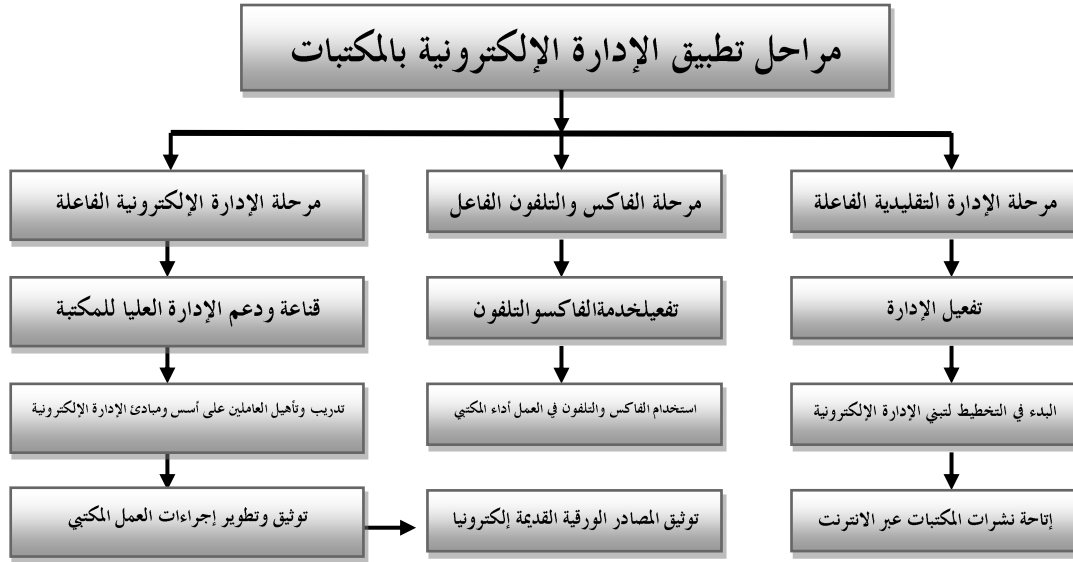 مراحل تطبيق الإدارة الإلكترونية بالمكتبات
مرحلة الإدارة التقليدية الفاعلة
مرحلة الفاكس والتلفون الفاعل
مرحلة الإدارة الإلكترونية الفاعلة
تفعيل الإدارة
تفعيلخدمةالفاكسوالتلفون
قناعة ودعم الإدارة العليا للمكتبة
البدء في التخطيط لتبني الإدارة الإلكترونية
استخدام الفاكس والتلفون في العمل أداء المكتبي
تدريب وتأهيل العاملين على أسس ومبادئ الإدارة الإلكترونية
إتاحة نشرات المكتبات عبر الانترنت
توثيق المصادر الورقية القديمة إلكترونيا
توثيق وتطوير إجراءات العمل المكتبي